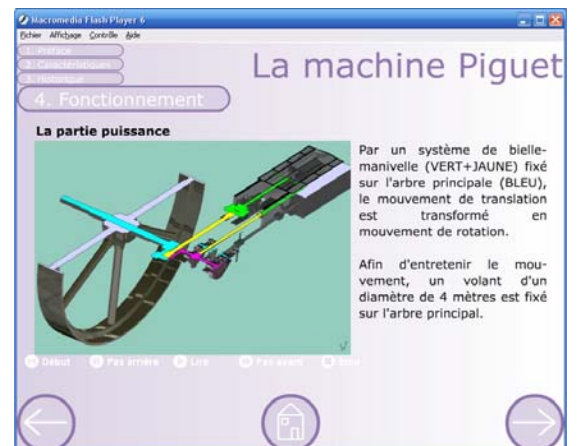 Macromedia Flash Player 6
Fichier Affichage Contrôle Aide
1. Préface
2. Caractéristiques
3. Historique
La machine Piguet
4. Fonctionnement
La partie puissance
Par un système de bielle-
manivelle (VERT+JAUNE) fixé
sur l'arbre principale (BLEU),
le mouvement de translation
est transformé en
mouvement de rotation.
Afin d'entretenir le mou-
vement, un volant d'un
diamètre de 4 mètres est fixé
sur l'arbre principal.
Début Pas arrière Lire Pas avant